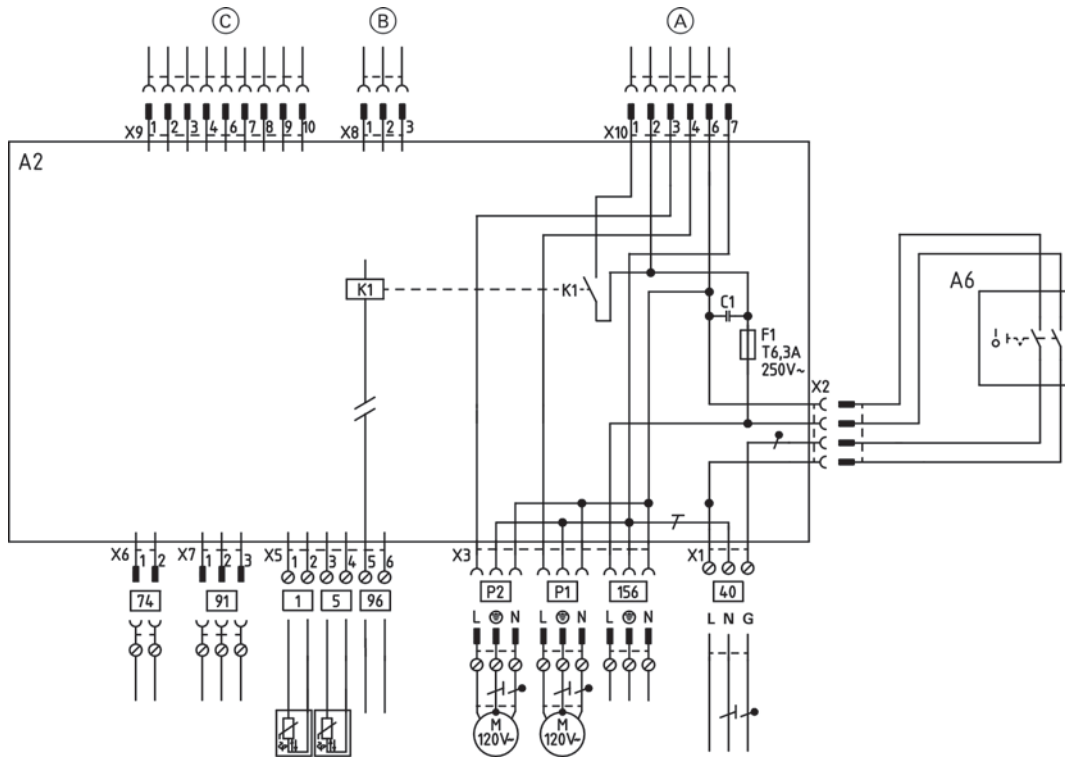 C B A
X9 1 2 3 4 6 7 8 9 10 X8 1 2 3 X10 1 2 3 4 6 7
A2
A6
K1 K1
C1
F1
T6,3A
250V~
X2
X6 1 2 X7 1 2 3 X5 1 2 3 4 5 6 X3 X1
74 91 1 5 96 P2 P1 156 40
L N L N L N L N G
M M
120V~ 120V~